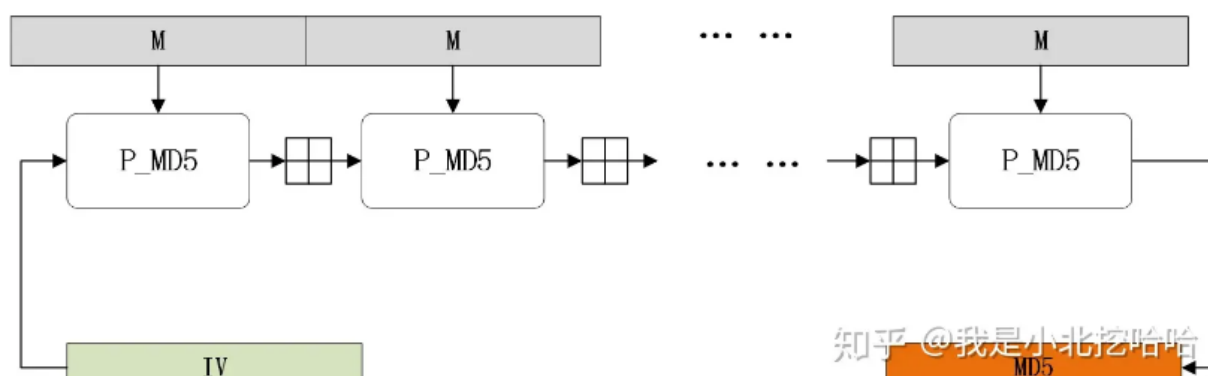 M M … … M
P_MD5 P_MD5 … … P_MD5
IV MD5
知乎 @我是小北挖哈哈